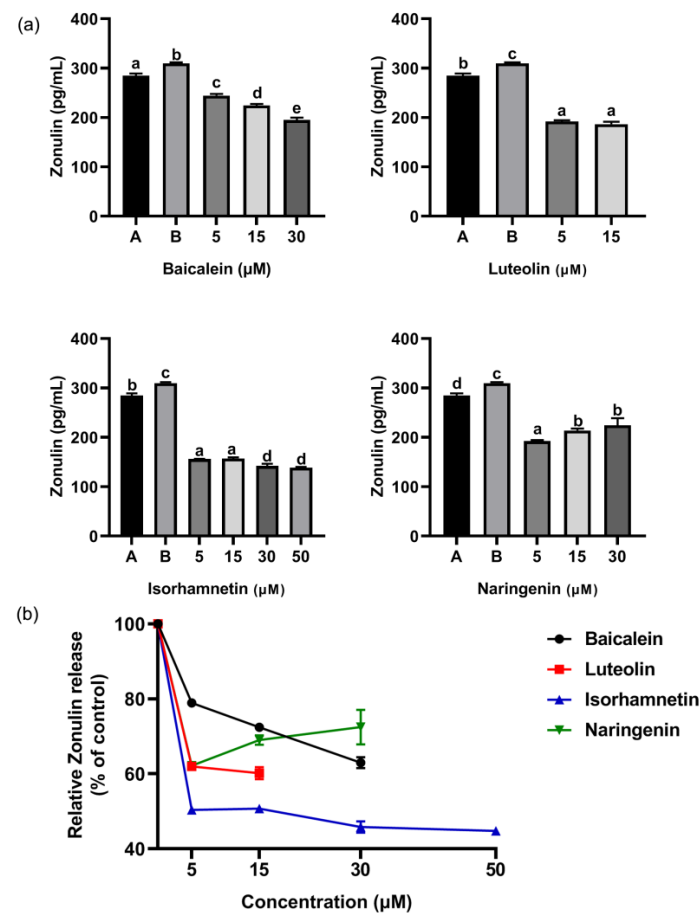 (a)
Zonulin (pg/mL)
400
300
200
100
0
a
b
c
d
e
A B 5 15 30
Baicalein (μM)
Zonulin (pg/mL)
400
300
200
100
0
b
c
a
a
A B 5 15
Luteolin (μM)
Zonulin (pg/mL)
400
300
200
100
0
b
c
a
a
d
d
A B 5 15 30 50
Isorhamnetin (μM)
Zonulin (pg/mL)
400
300
200
100
0
d
c
a
b
b
A B 5 15 30
Naringenin (μM)
(b)
Relative Zonulin release
(% of control)
100
80
60
40
5 15 30 50
Concentration (μM)
Baicalein
Luteolin
Isorhamnetin
Naringenin